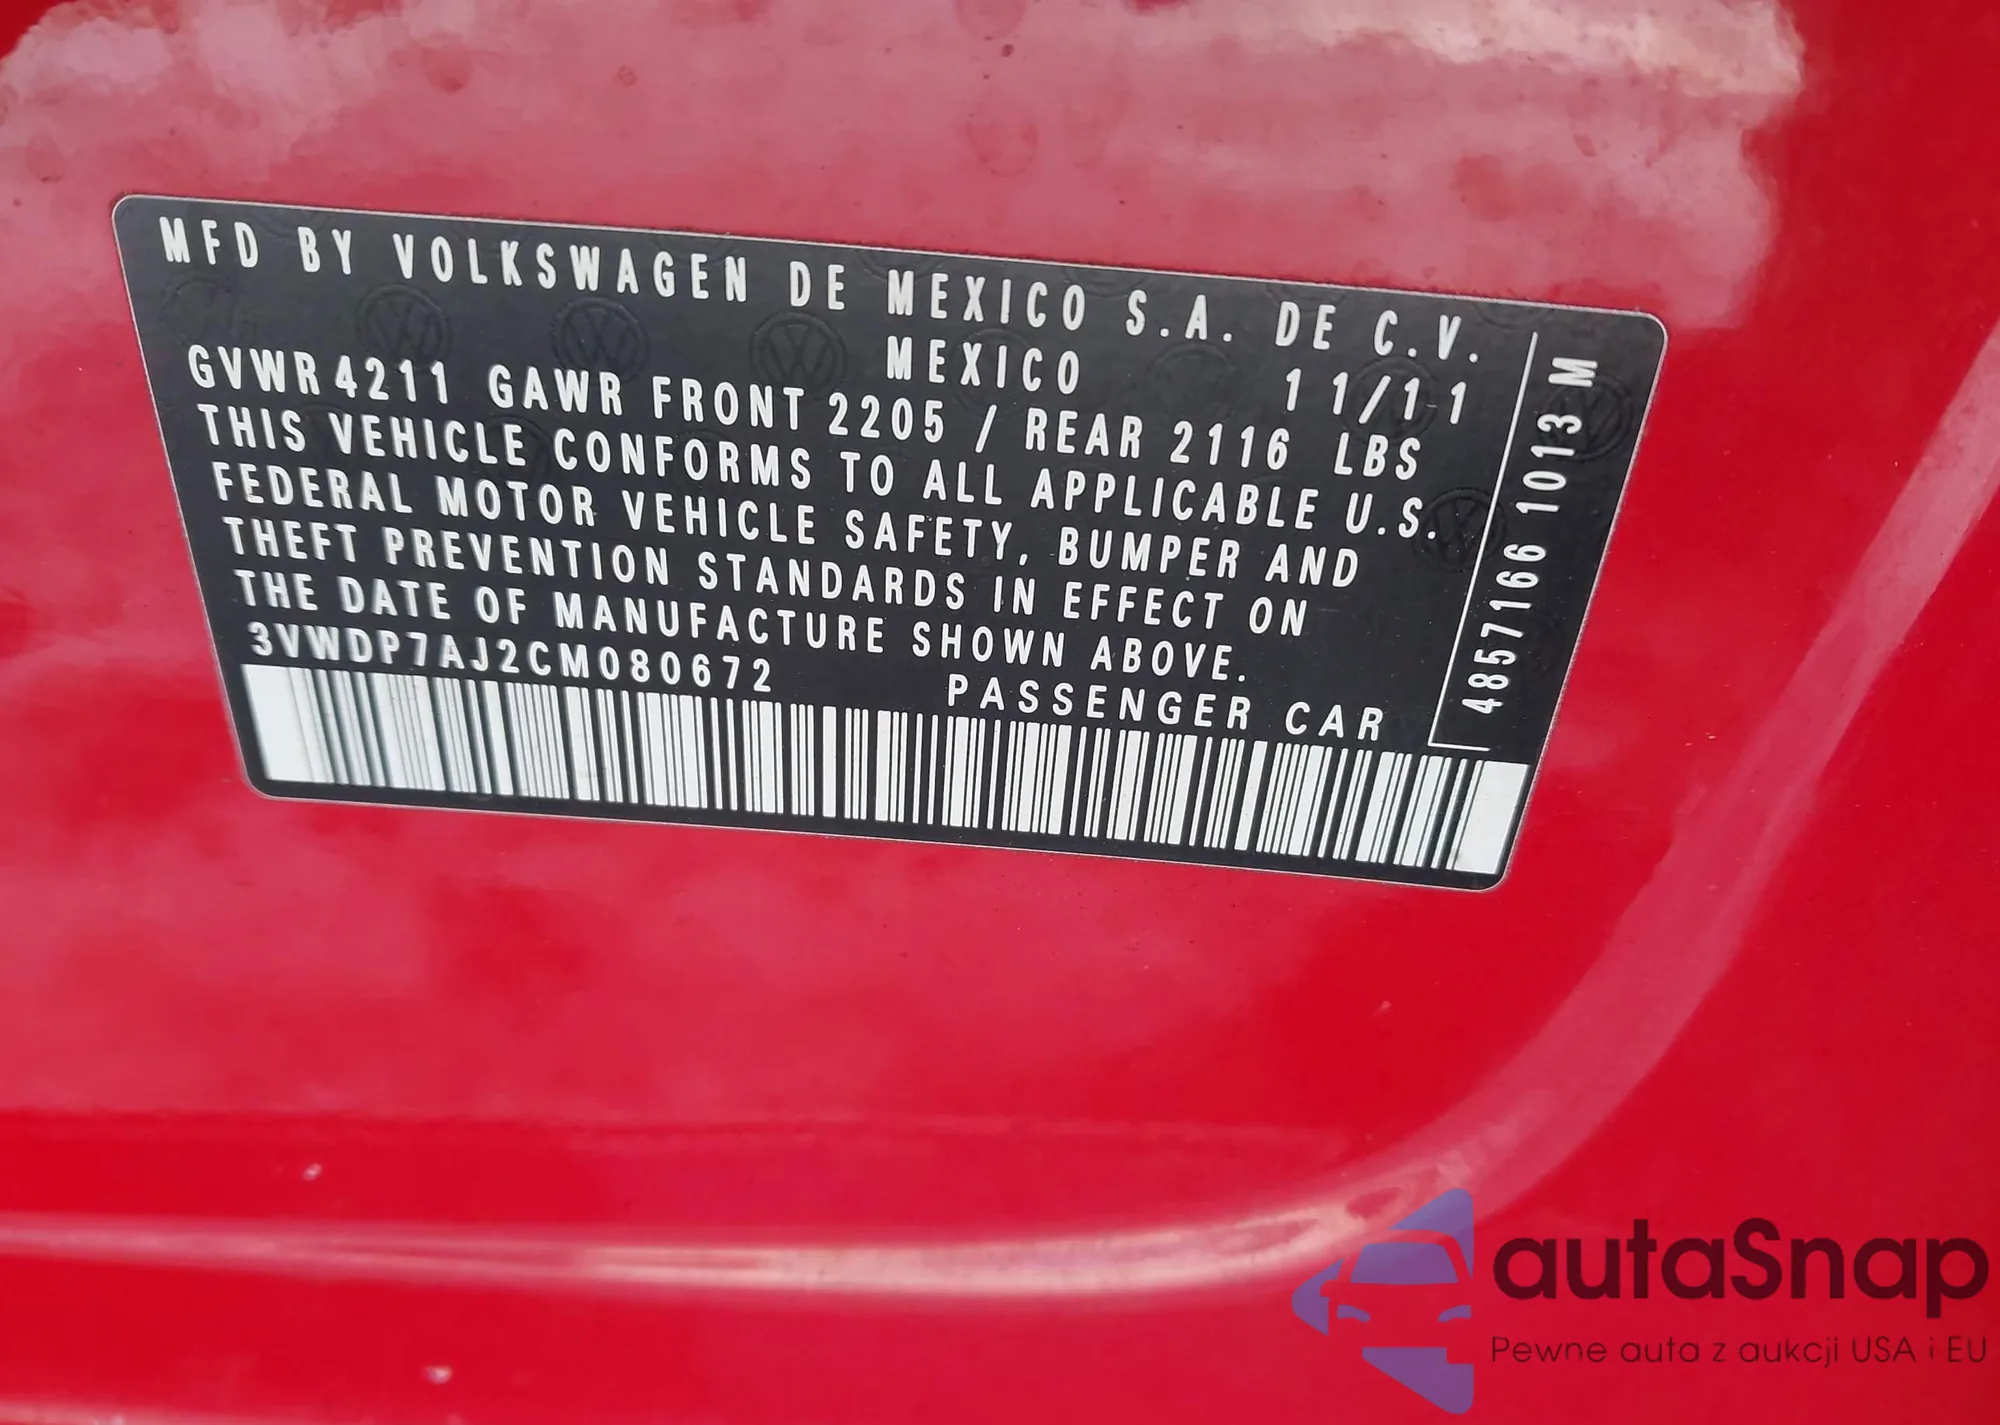 MFD BY VOLKSWAGEN DE MEXICO S.A. DE C.V.
MEXICO 11/11
GVWR 4211 GAWR FRONT 2205 / REAR 2116 LBS
THIS VEHICLE CONFORMS TO ALL APPLICABLE U.S.
FEDERAL MOTOR VEHICLE SAFETY, BUMPER AND
THEFT PREVENTION STANDARDS IN EFFECT ON
THE DATE OF MANUFACTURE SHOWN ABOVE.
3VWDP7AJ2CM080672 PASSENGER CAR
4857166 1013 M
autaSnap
Pewne auta z aukcji USA i EU